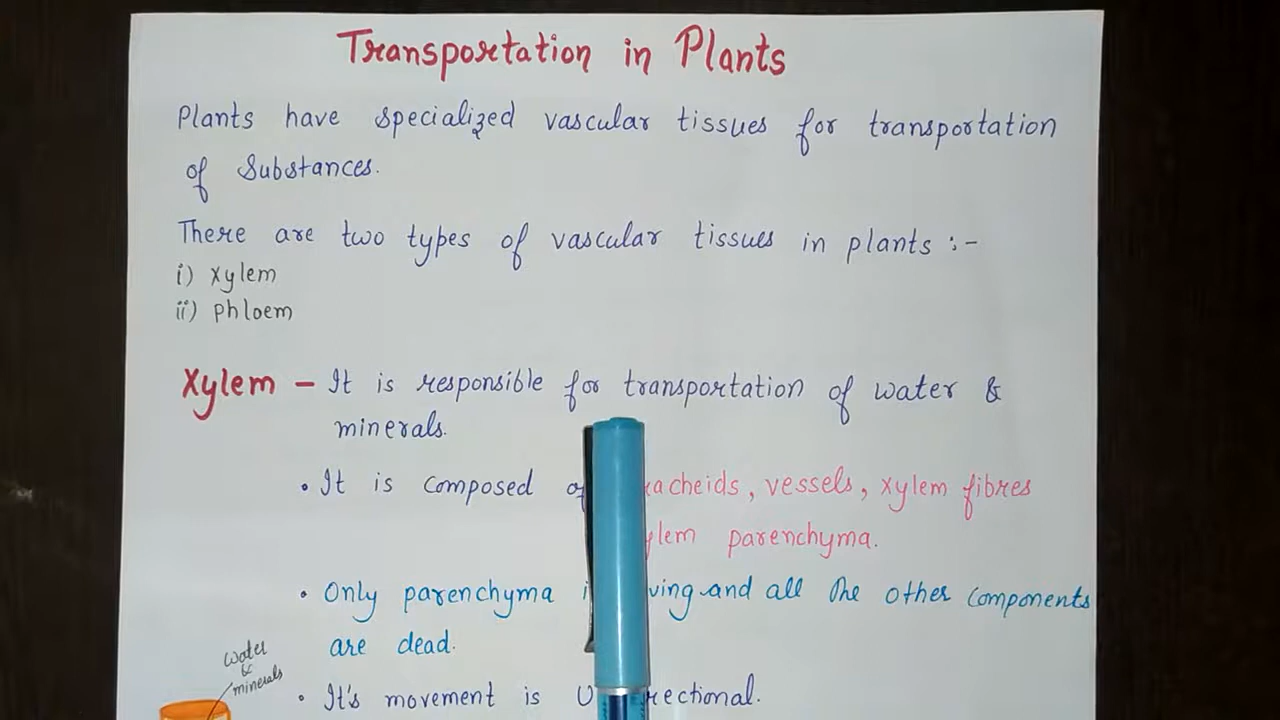 Transportation in Plants
Plants have specialized vascular tissues for transportation
of Substances.
There are two types of vascular tissues in plants :-
i) Xylem
ii) Phloem
Xylem – It is responsible for transportation of water &
minerals.
• It is composed of acheids, vessels, xylem fibres
ylem parenchyma.
• Only parenchyma i ving and all the other components
are dead.
water
&
minerals
• It's movement is U rectional.